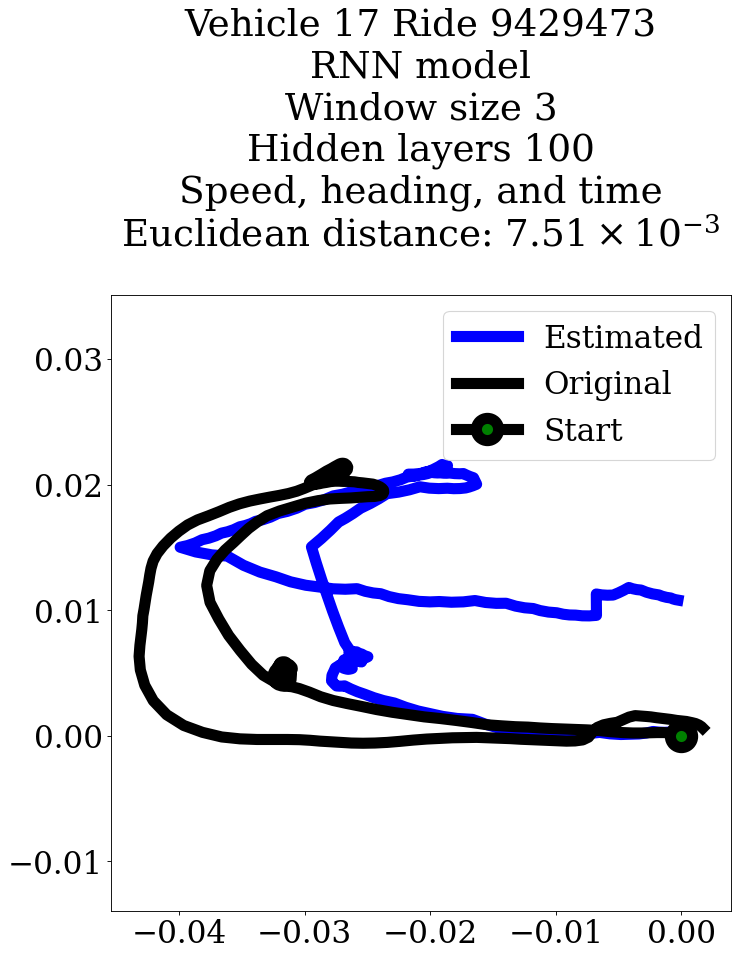 Vehicle 17 Ride 9429473
RNN model
Window size 3
Hidden layers 100
Speed, heading, and time
Euclidean distance: 7.51 × 10⁻³
Estimated
Original
Start
0.03
0.02
0.01
0.00
−0.01
−0.04
−0.03
−0.02
−0.01
0.00